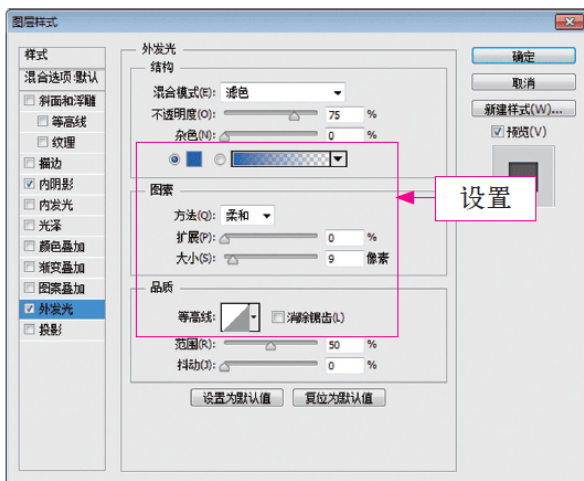 图层样式
样式
混合选项:默认
斜面和浮雕
等高线
纹理
描边
内阴影
内发光
光泽
颜色叠加
渐变叠加
图案叠加
外发光
投影
外发光
结构
混合模式(E): 滤色
不透明度(O): 75 %
杂色(N): 0 %
图素
方法(Q): 柔和
扩展(P): 0 %
大小(S): 9 像素
品质
等高线: 消除锯齿(L)
范围(R): 50 %
抖动(J): 0 %
设置为默认值 复位为默认值
确定
取消
新建样式(W)...
预览(V)
设置